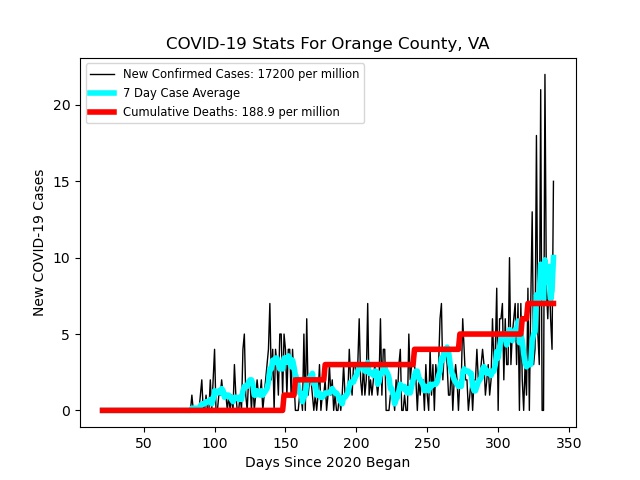 COVID-19 Stats For Orange County, VA
New Confirmed Cases: 17200 per million
7 Day Case Average
Cumulative Deaths: 188.9 per million
New COVID-19 Cases
20
15
10
5
0
50
100
150
200
250
300
350
Days Since 2020 Began